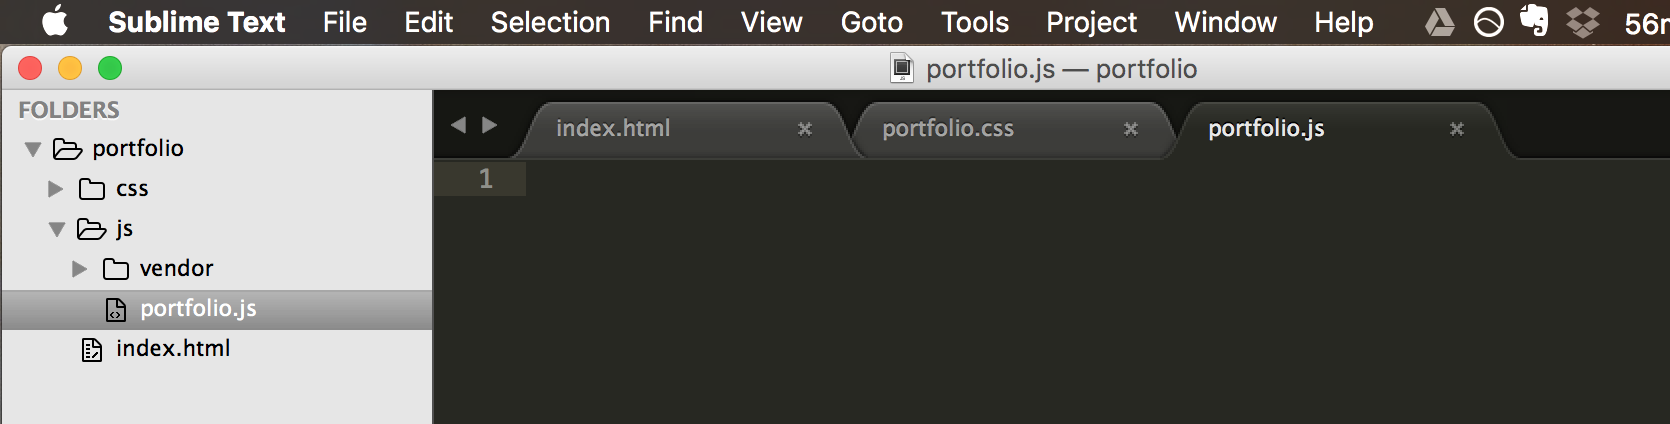 Sublime Text File Edit Selection Find View Goto Tools Project Window Help 56
portfolio.js — portfolio
FOLDERS
portfolio
css
js
vendor
portfolio.js
index.html
index.html portfolio.css portfolio.js
1